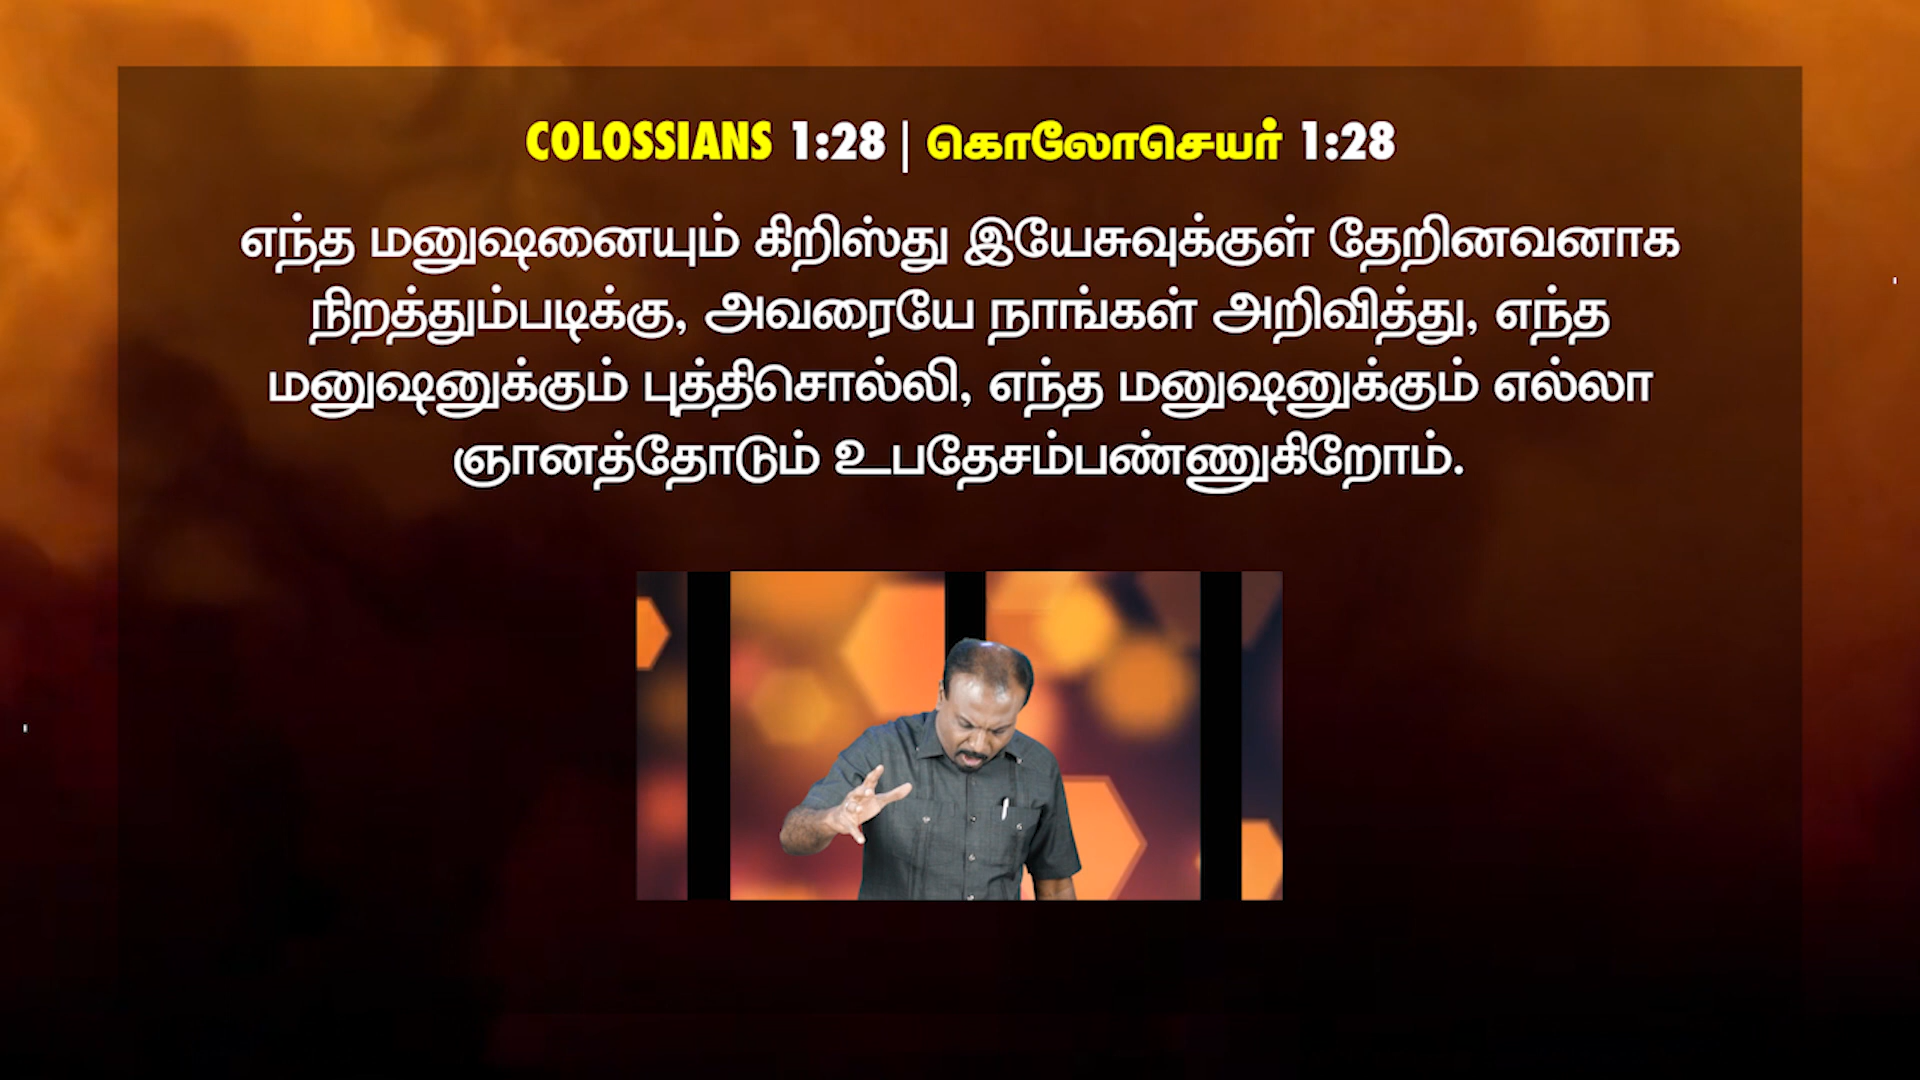 COLOSSIANS 1:28 | கொலோசெயர் 1:28
எந்த மனுஷனையும் கிறிஸ்து இயேசுவுக்குள் தேறினவனாக
நிறத்தும்படிக்கு, அவரையே நாங்கள் அறிவித்து, எந்த
மனுஷனுக்கும் புத்திசொல்லி, எந்த மனுஷனுக்கும் எல்லா
ஞானத்தோடும் உபதேசம்பண்ணுகிறோம்.